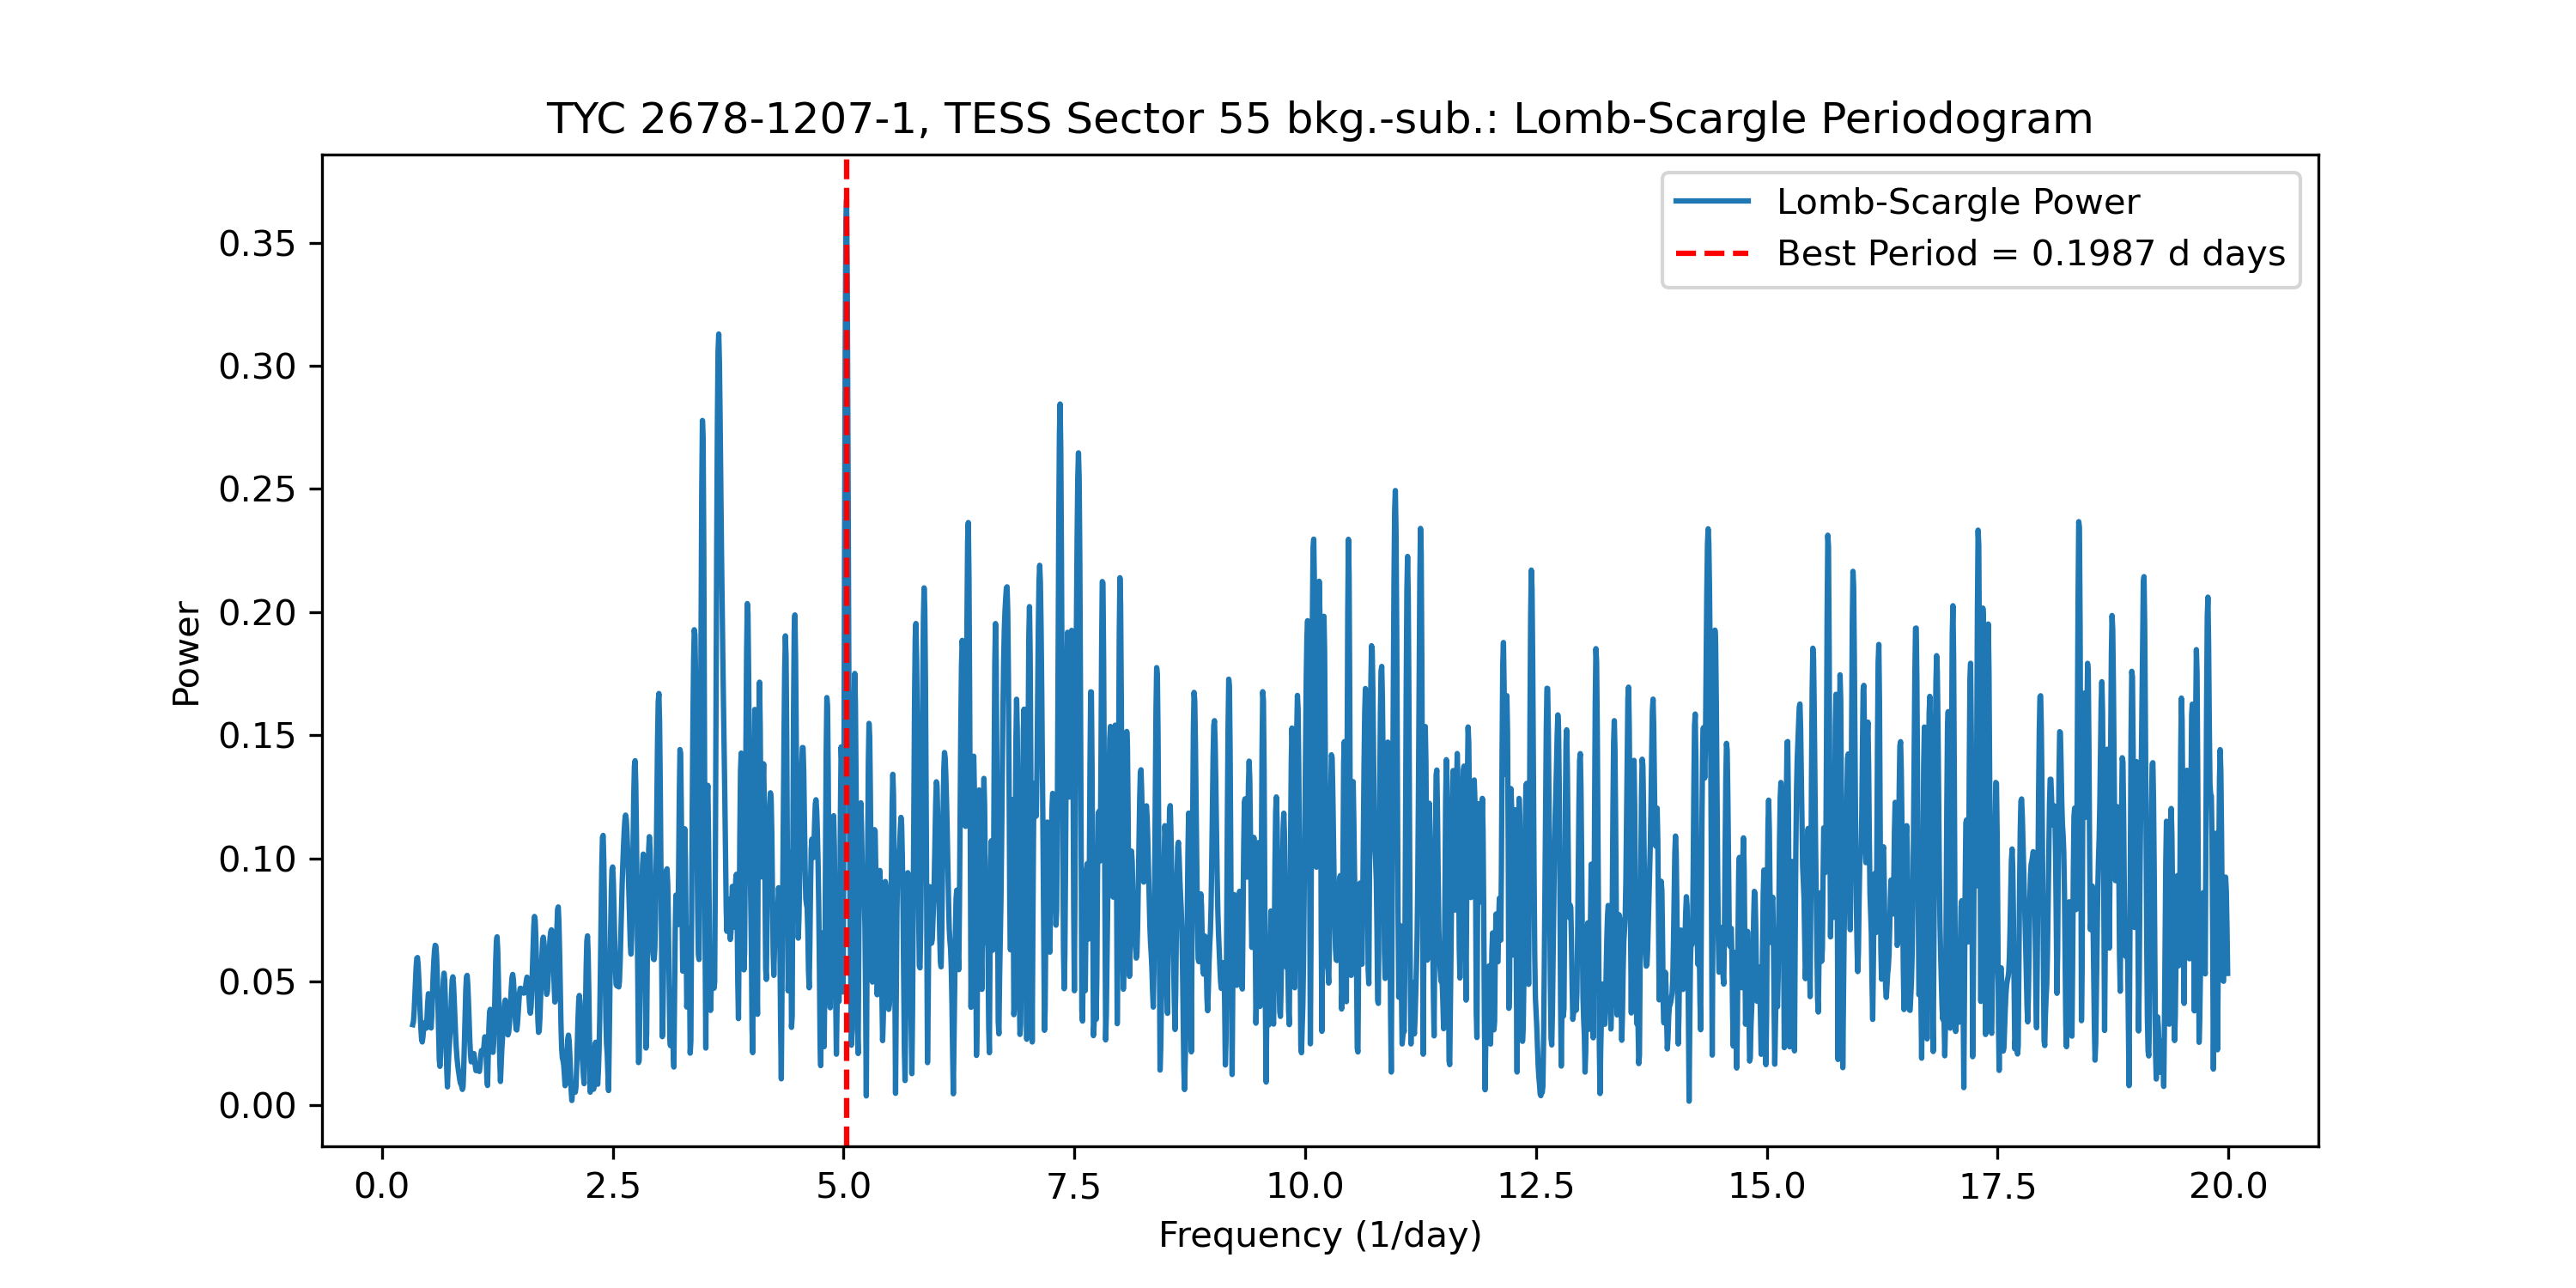 TYC 2678-1207-1, TESS Sector 55 bkg.-sub.: Lomb-Scargle Periodogram
Lomb-Scargle Power
Best Period = 0.1987 d days
Power
0.35
0.30
0.25
0.20
0.15
0.10
0.05
0.00
0.0 2.5 5.0 7.5 10.0 12.5 15.0 17.5 20.0
Frequency (1/day)